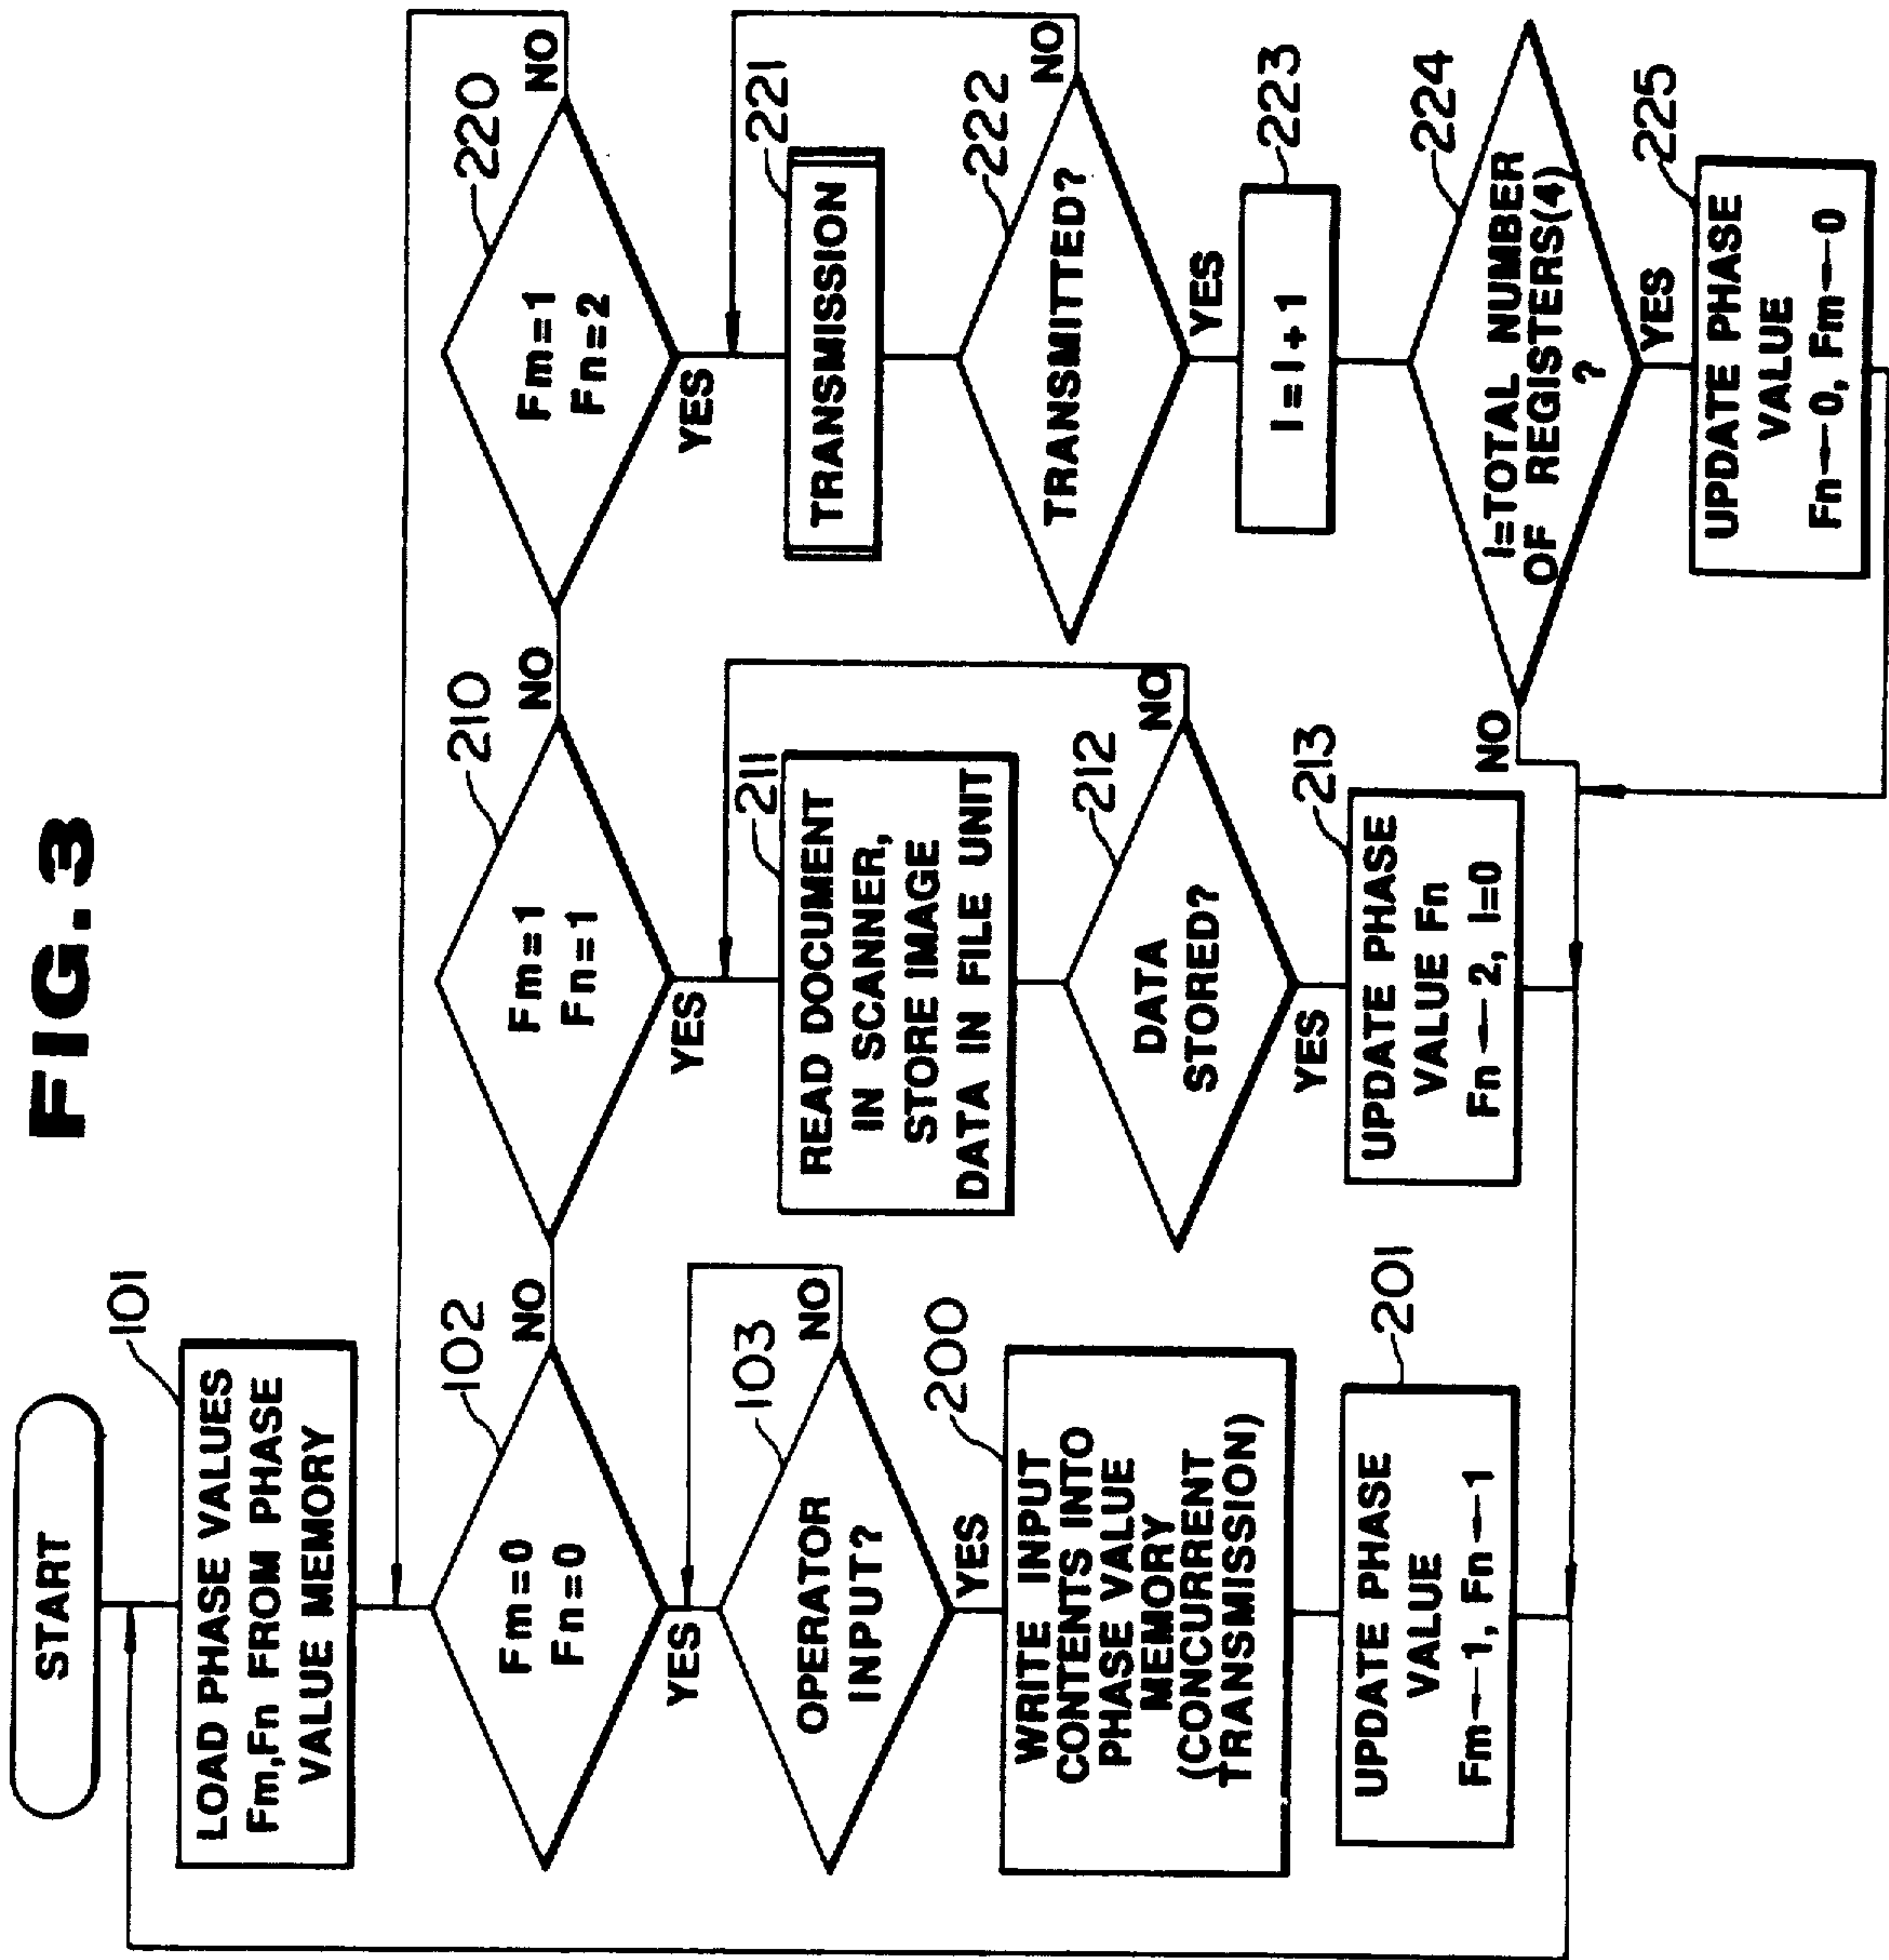 FIG.3
START
101
LOAD PHASE VALUES
Fm,Fn FROM PHASE
VALUE MEMORY
102
Fm=0
Fn=0
NO
YES
103
OPERATOR
INPUT?
NO
YES
200
WRITE INPUT
CONTENTS INTO
PHASE VALUE
MEMORY
(CONCURRENT
TRANSMISSION)
201
UPDATE PHASE
VALUE
Fm←1, Fn←1
210
Fm=1
Fn=1
NO
YES
211
READ DOCUMENT
IN SCANNER,
STORE IMAGE
DATA IN FILE UNIT
212
DATA
STORED?
NO
YES
213
UPDATE PHASE
VALUE Fn
Fn←2, I=0
220
Fm=1
Fn=2
NO
YES
221
TRANSMISSION
222
TRANSMITTED?
NO
YES
223
I=I+1
224
I=TOTAL NUMBER
OF REGISTERS(4)
?
NO
YES
225
UPDATE PHASE
VALUE
Fn←0, Fm←0